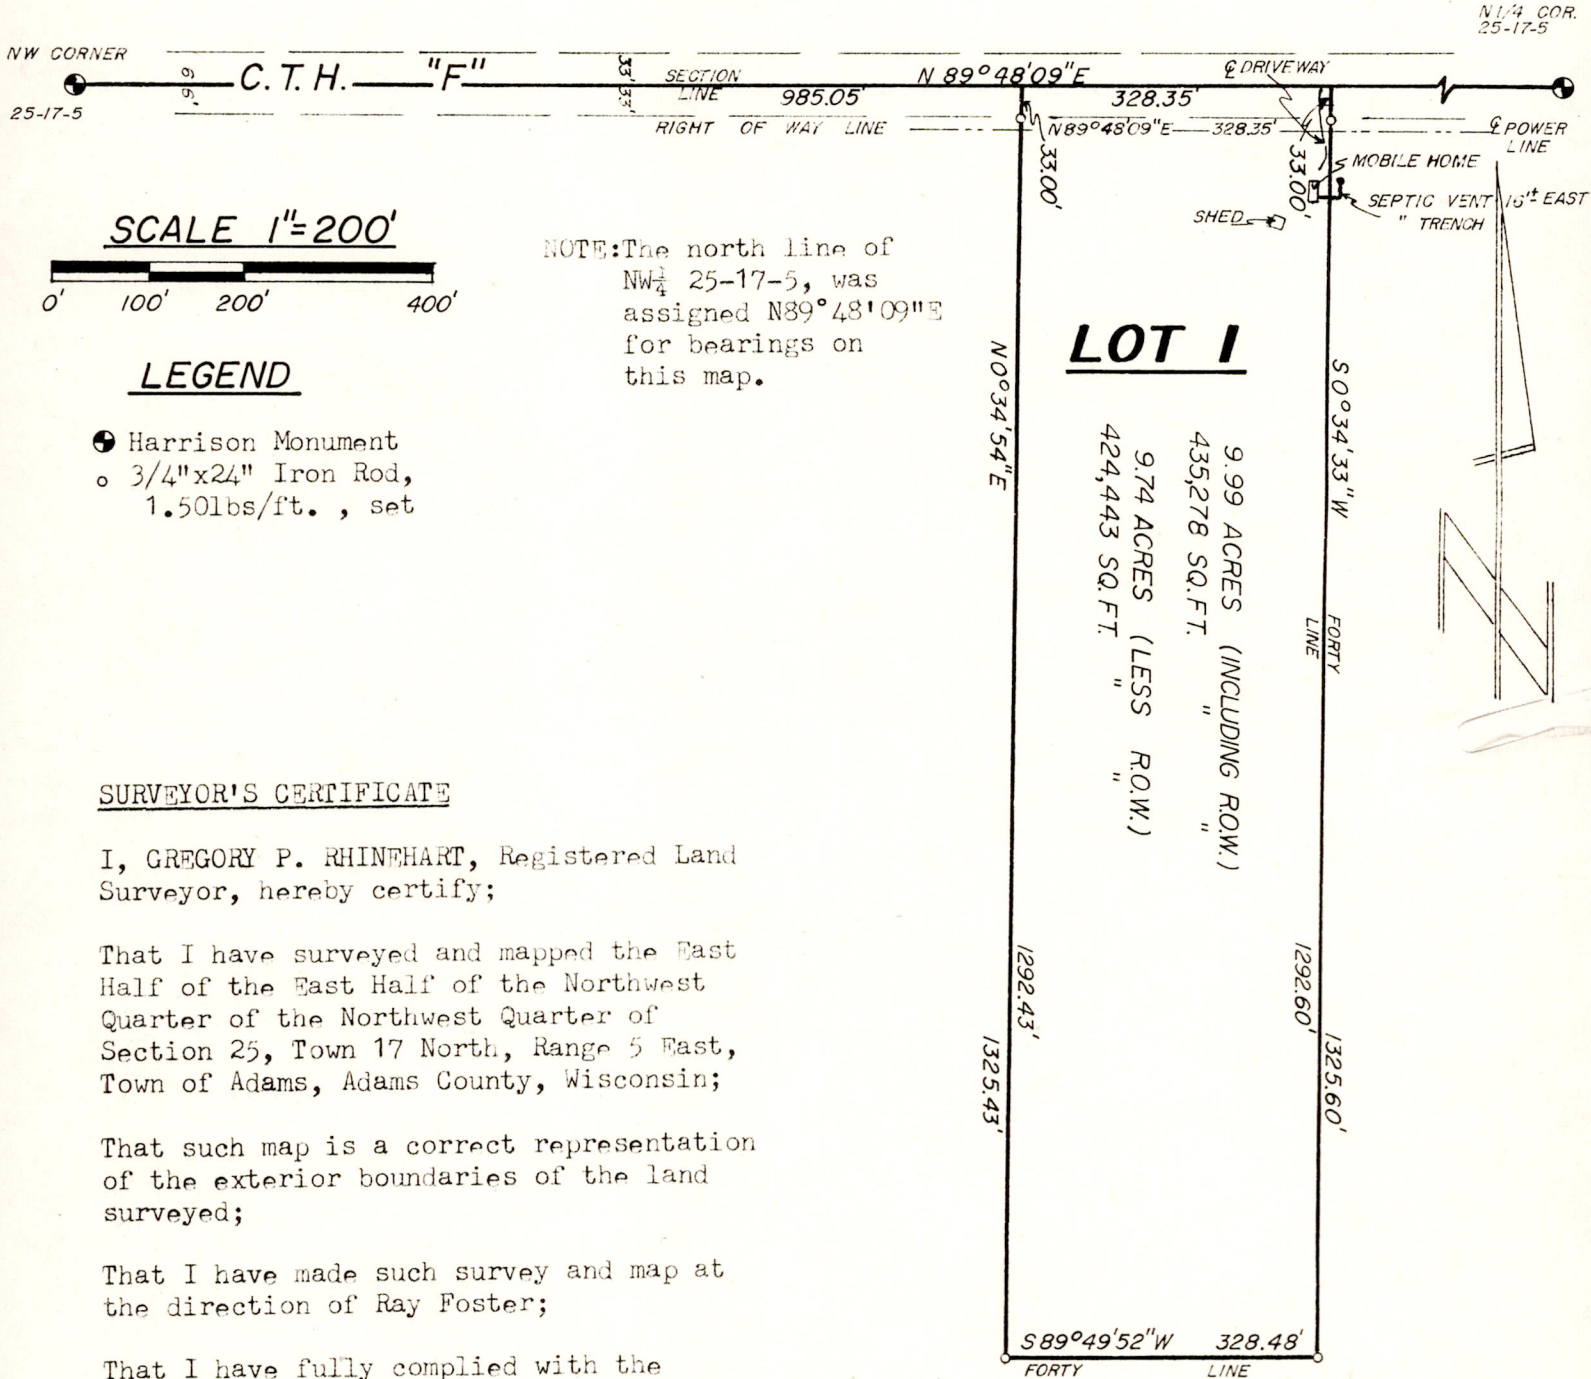 N 1/4 COR.
25-17-5
NW CORNER
25-17-5
66'
C.T.H. "F"
33' 33'
SECTION
LINE
985.05'
N 89°48'09"E
328.35'
℄ DRIVEWAY
RIGHT OF WAY LINE
N89°48'09"E 328.35'
℄ POWER
LINE
33.00'
33.00'
MOBILE HOME
SEPTIC VENT 16'± EAST
" TRENCH
SHED
SCALE 1"=200'
0' 100' 200' 400'
NOTE:The north line of
NW¼ 25-17-5, was
assigned N89°48'09"E
for bearings on
this map.
LEGEND
Harrison Monument
3/4"x24" Iron Rod,
1.50lbs/ft. , set
LOT 1
N0°34'54"E
S0°34'33"W
9.99 ACRES (INCLUDING R.O.W.)
435,278 SQ.FT. " "
9.74 ACRES (LESS R.O.W.)
424,443 SQ.FT. " "
FORTY
LINE
N
1292.43'
1325.43'
1292.60'
1325.60'
SURVEYOR'S CERTIFICATE
I, GREGORY P. RHINEHART, Registered Land
Surveyor, hereby certify;
That I have surveyed and mapped the East
Half of the East Half of the Northwest
Quarter of the Northwest Quarter of
Section 25, Town 17 North, Range 5 East,
Town of Adams, Adams County, Wisconsin;
That such map is a correct representation
of the exterior boundaries of the land
surveyed;
That I have made such survey and map at
the direction of Ray Foster;
That I have fully complied with the
S89°49'52"W 328.48'
FORTY LINE